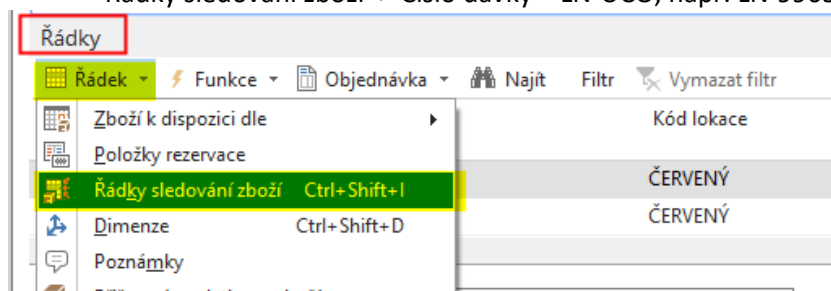 Řádky
Řádek Funkce Objednávka Najít Filtr Vymazat filtr
Zboží k dispozici dle Kód lokace
Položky rezervace
Řádky sledování zboží Ctrl+Shift+I ČERVENÝ
Dimenze Ctrl+Shift+D ČERVENÝ
Poznámky